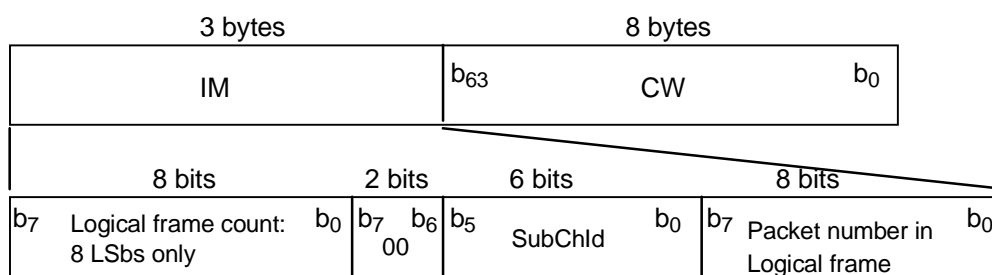 3 bytes 8 bytes
IM b63 CW b0
8 bits 2 bits 6 bits 8 bits
b7 Logical frame count: b0 b7 b6 b5 SubChId b0 b7 Packet number in b0
8 LSbs only 00 Logical frame